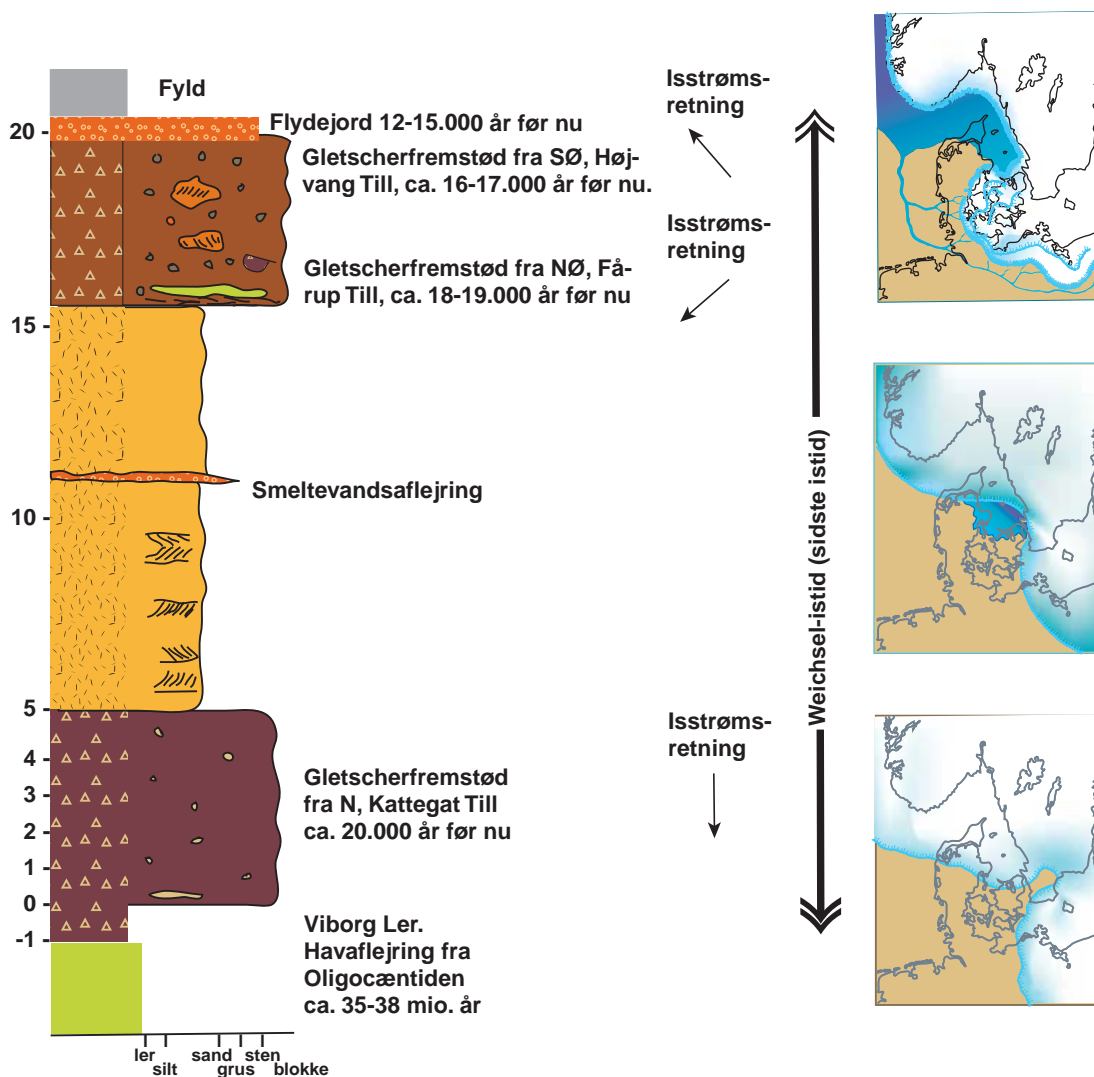 Fyld
20
Flydejord 12-15.000 år før nu
Gletscherfremstød fra SØ, Høj-
vang Till, ca. 16-17.000 år før nu.
Gletscherfremstød fra NØ, Få-
rup Till, ca. 18-19.000 år før nu
15
Smeltevandsaflejring
10
5
4
3
2
1
0
-1
Gletscherfremstød
fra N, Kattegat Till
ca. 20.000 år før nu
Viborg Ler.
Havaflejring fra
Oligocæntiden
ca. 35-38 mio. år
ler
silt
sand
grus
sten
blokke
Isstrøms-
retning
Isstrøms-
retning
Isstrøms-
retning
Weichsel-istid (sidste istid)